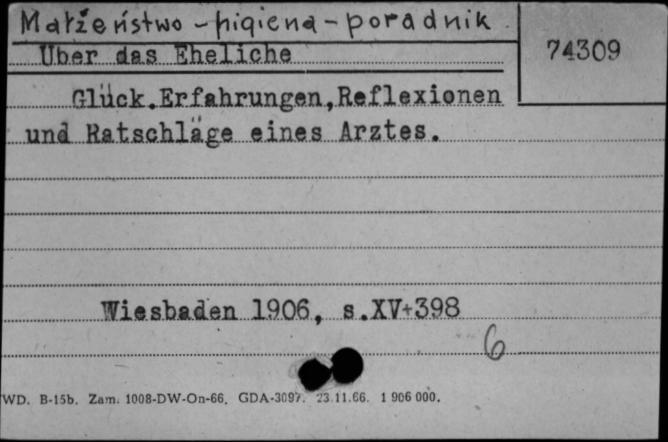 Małżeństwo - higiena - poradnik
74309
Uber das Eheliche
Glück.Erfahrungen,Reflexionen
und Ratschläge eines Arztes.
Wiesbaden 1906, s.XV+398
6
WD. B-15b. Zam. 1008-DW-On-66. GDA-3097. 23.11.66. 1 906 000.